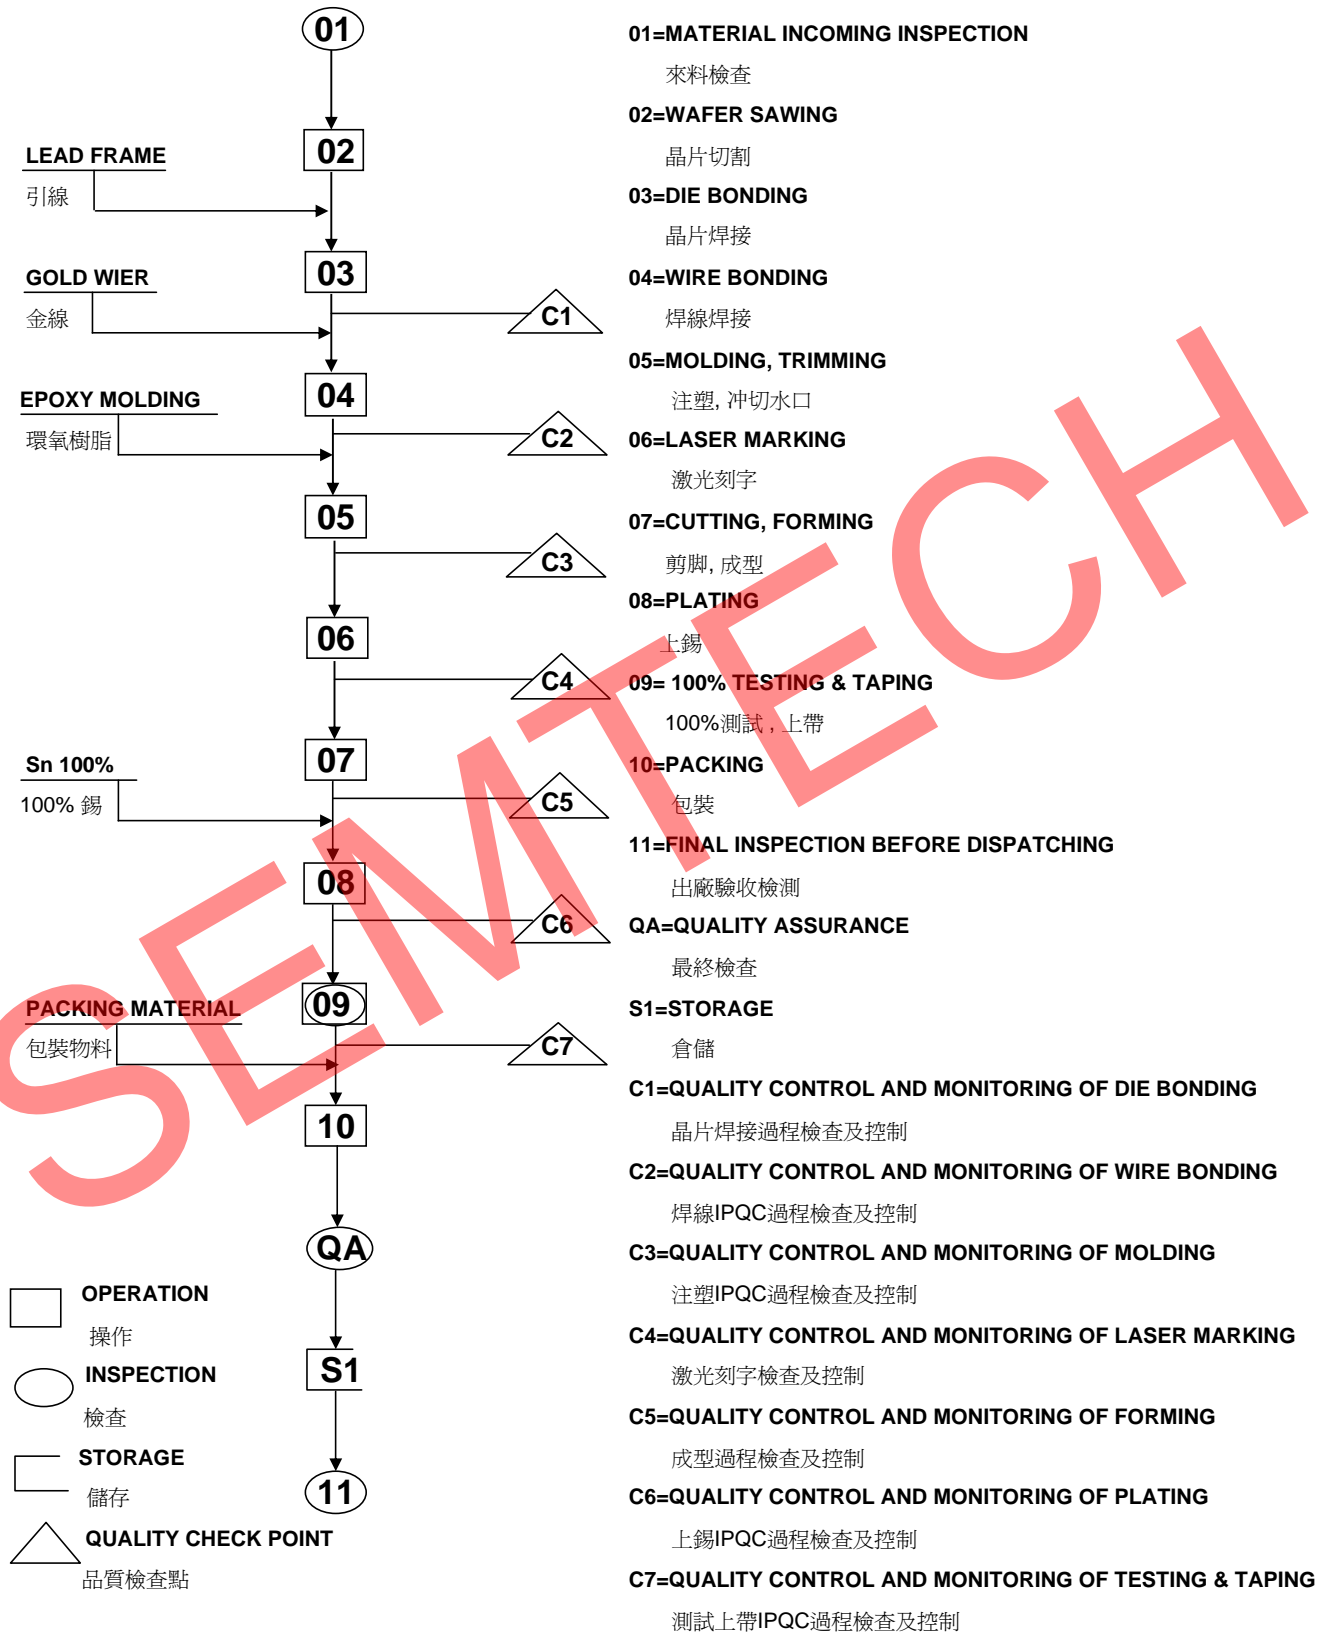 01
02
LEAD FRAME
引線
03
GOLD WIER
金線
C1
04
EPOXY MOLDING
環氧樹脂
C2
05
C3
06
C4
07
Sn 100%
100% 錫
C5
08
C6
09
PACKING MATERIAL
包裝物料
C7
10
QA
S1
11
OPERATION
操作
INSPECTION
檢查
STORAGE
儲存
QUALITY CHECK POINT
品質檢查點
01=MATERIAL INCOMING INSPECTION
來料檢查
02=WAFER SAWING
晶片切割
03=DIE BONDING
晶片焊接
04=WIRE BONDING
焊線焊接
05=MOLDING, TRIMMING
注塑, 冲切水口
06=LASER MARKING
激光刻字
07=CUTTING, FORMING
剪脚, 成型
08=PLATING
上錫
09= 100% TESTING & TAPING
100%測試 , 上帶
10=PACKING
包裝
11=FINAL INSPECTION BEFORE DISPATCHING
出廠驗收檢測
QA=QUALITY ASSURANCE
最終檢查
S1=STORAGE
倉儲
C1=QUALITY CONTROL AND MONITORING OF DIE BONDING
晶片焊接過程檢查及控制
C2=QUALITY CONTROL AND MONITORING OF WIRE BONDING
焊線IPQC過程檢查及控制
C3=QUALITY CONTROL AND MONITORING OF MOLDING
注塑IPQC過程檢查及控制
C4=QUALITY CONTROL AND MONITORING OF LASER MARKING
激光刻字檢查及控制
C5=QUALITY CONTROL AND MONITORING OF FORMING
成型過程檢查及控制
C6=QUALITY CONTROL AND MONITORING OF PLATING
上錫IPQC過程檢查及控制
C7=QUALITY CONTROL AND MONITORING OF TESTING & TAPING
測試上帶IPQC過程檢查及控制
SEMTECH